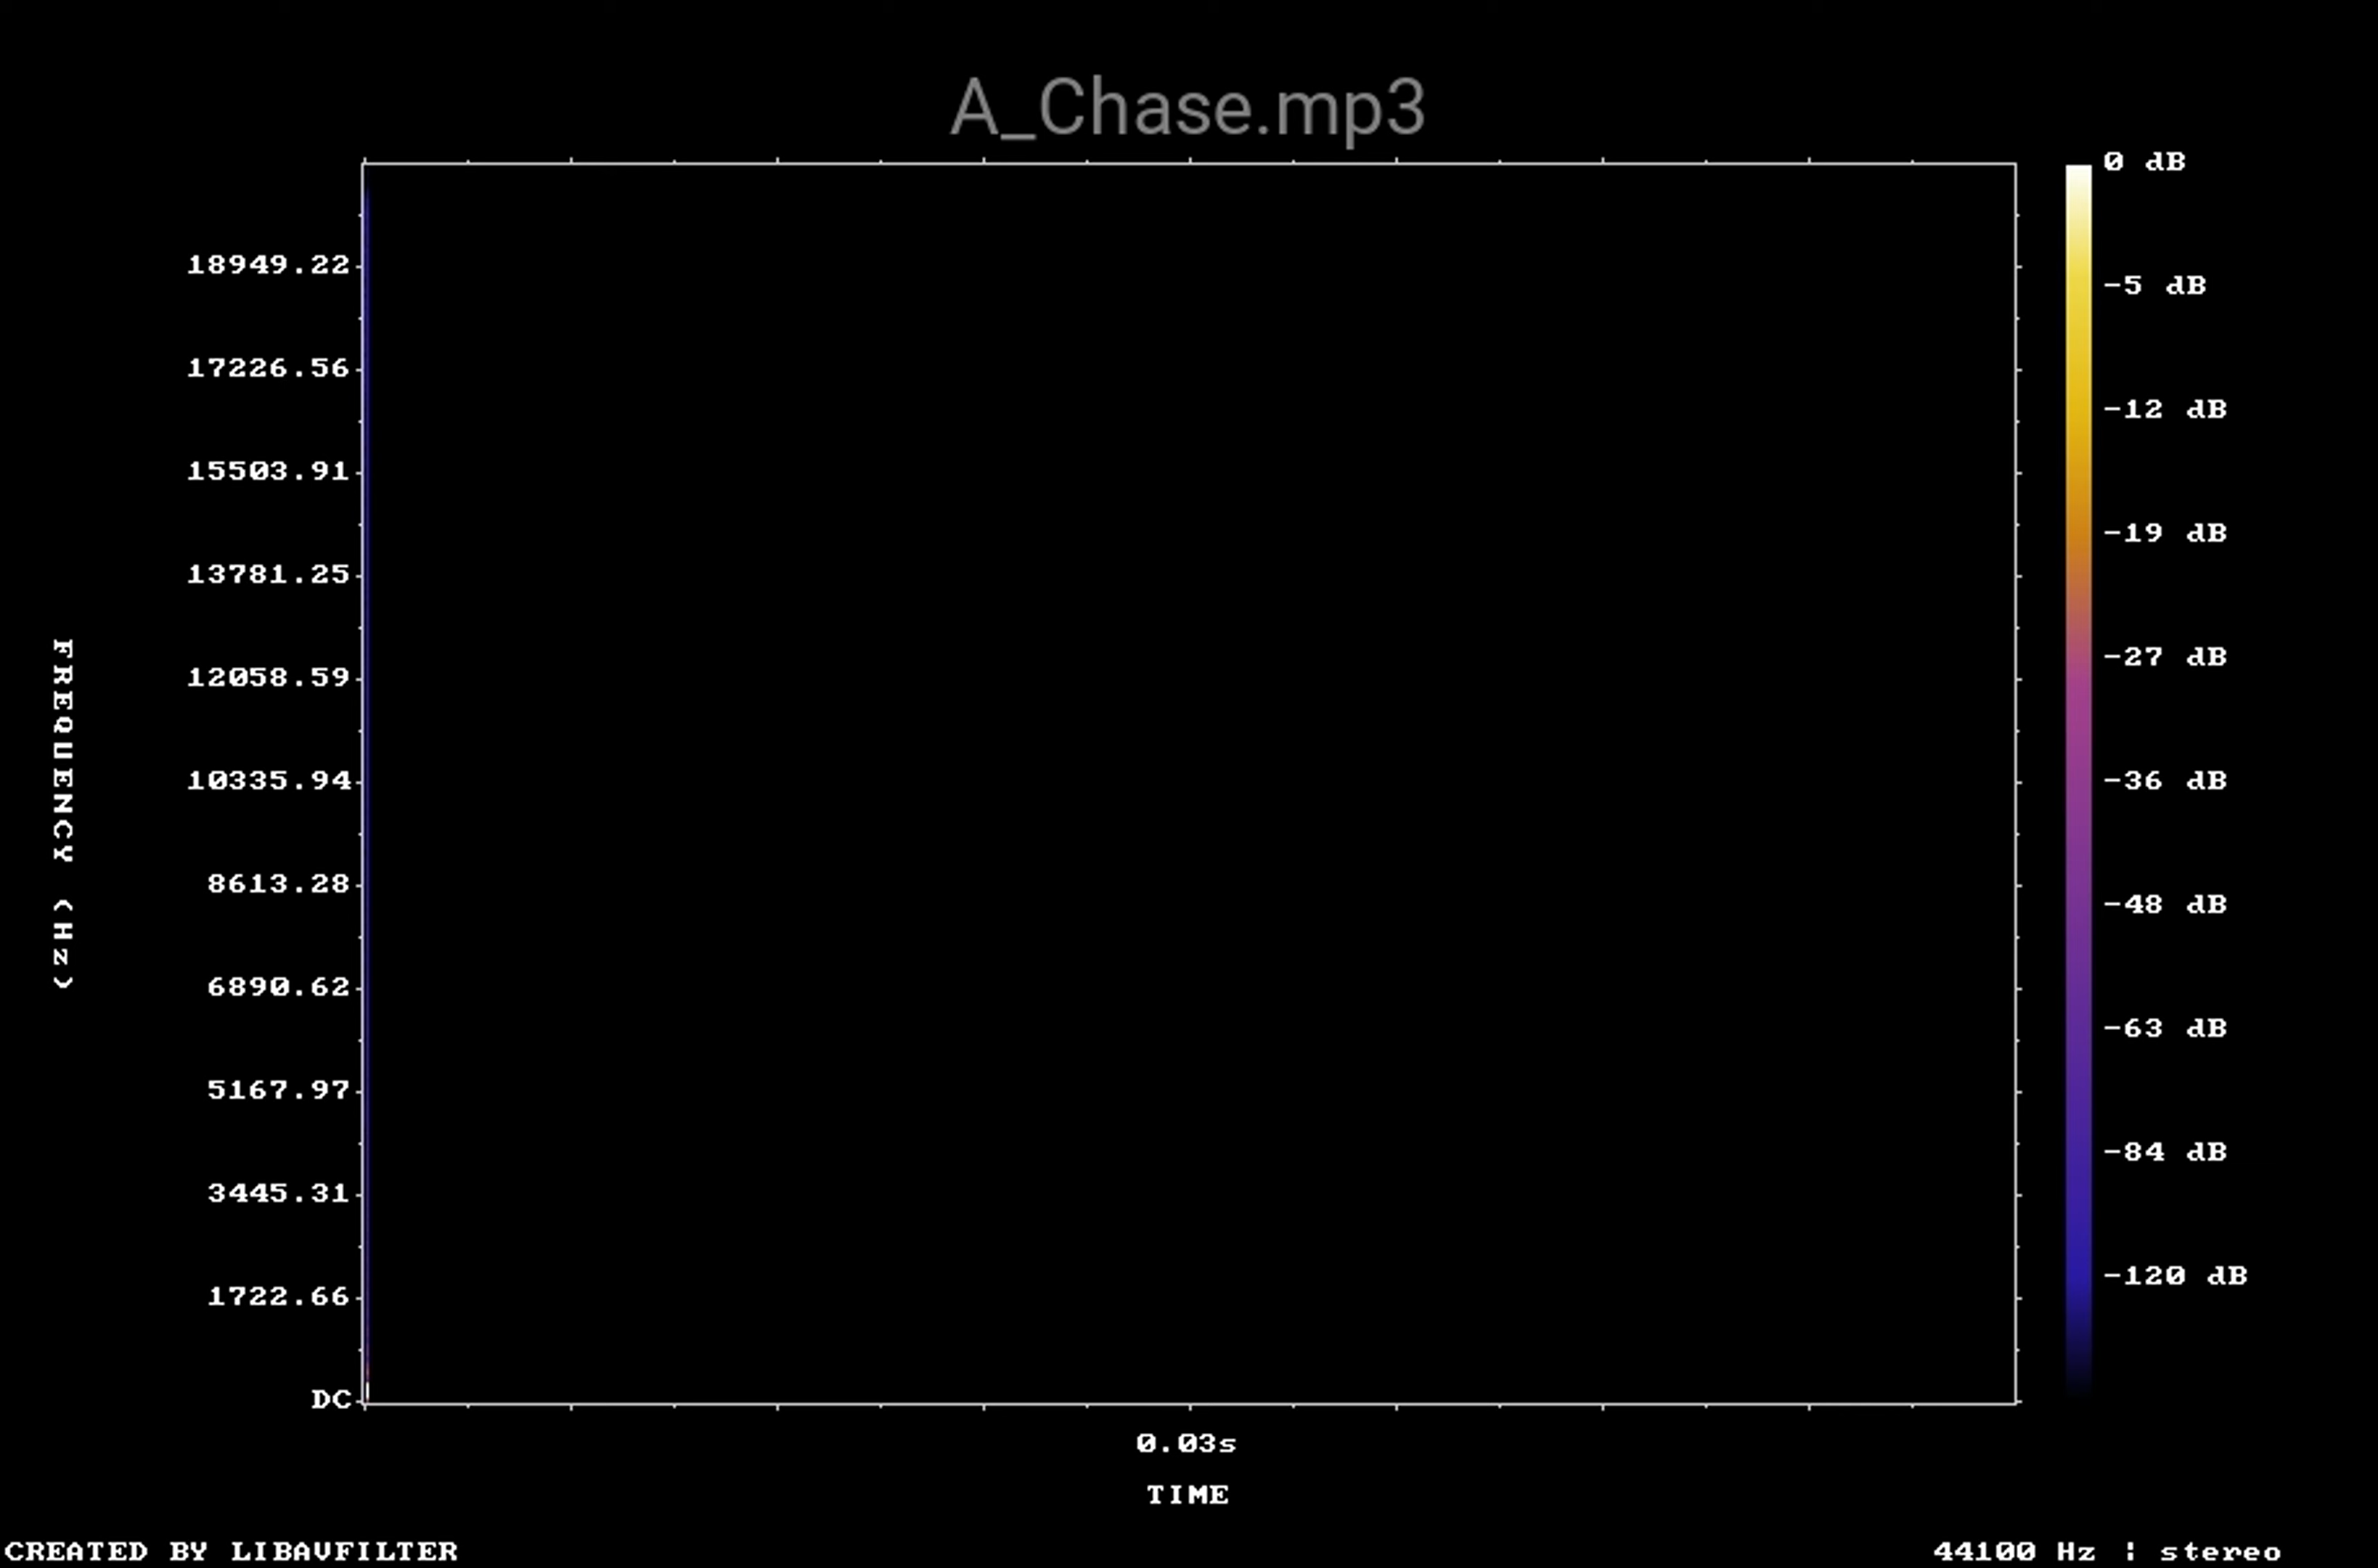 A_Chase.mp3
0 dB
18949.22
-5 dB
17226.56
-12 dB
15503.91
-19 dB
13781.25
-27 dB
12058.59
10335.94
-36 dB
8613.28
-48 dB
6890.62
-63 dB
5167.97
-84 dB
3445.31
-120 dB
1722.66
DC
FREQUENCY (Hz)
0.03s
TIME
CREATED BY LIBAVFILTER
44100 Hz | stereo